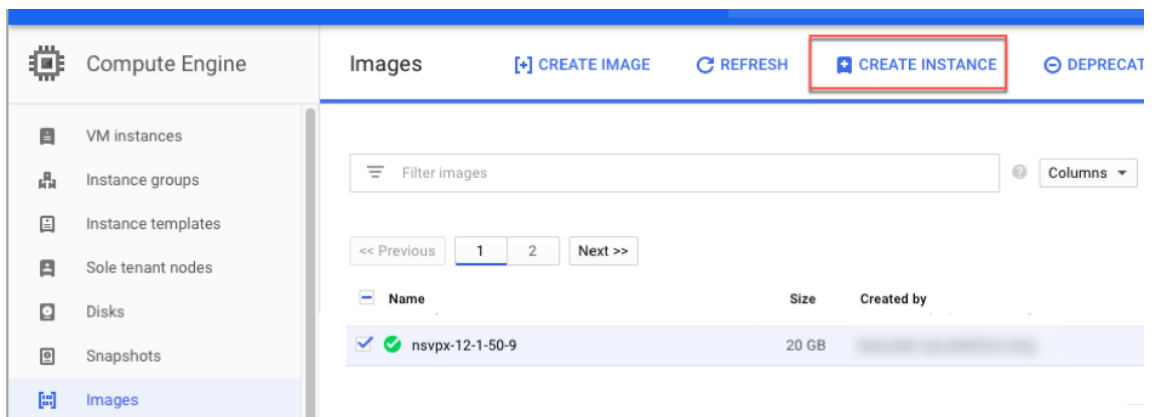 Compute Engine
Images
CREATE IMAGE
REFRESH
CREATE INSTANCE
DEPRECAT
VM instances
Instance groups
Instance templates
Sole tenant nodes
Disks
Snapshots
Images
Filter images
Columns
<< Previous
1
2
Next >>
Name
Size
Created by
nsvpx-12-1-50-9
20 GB